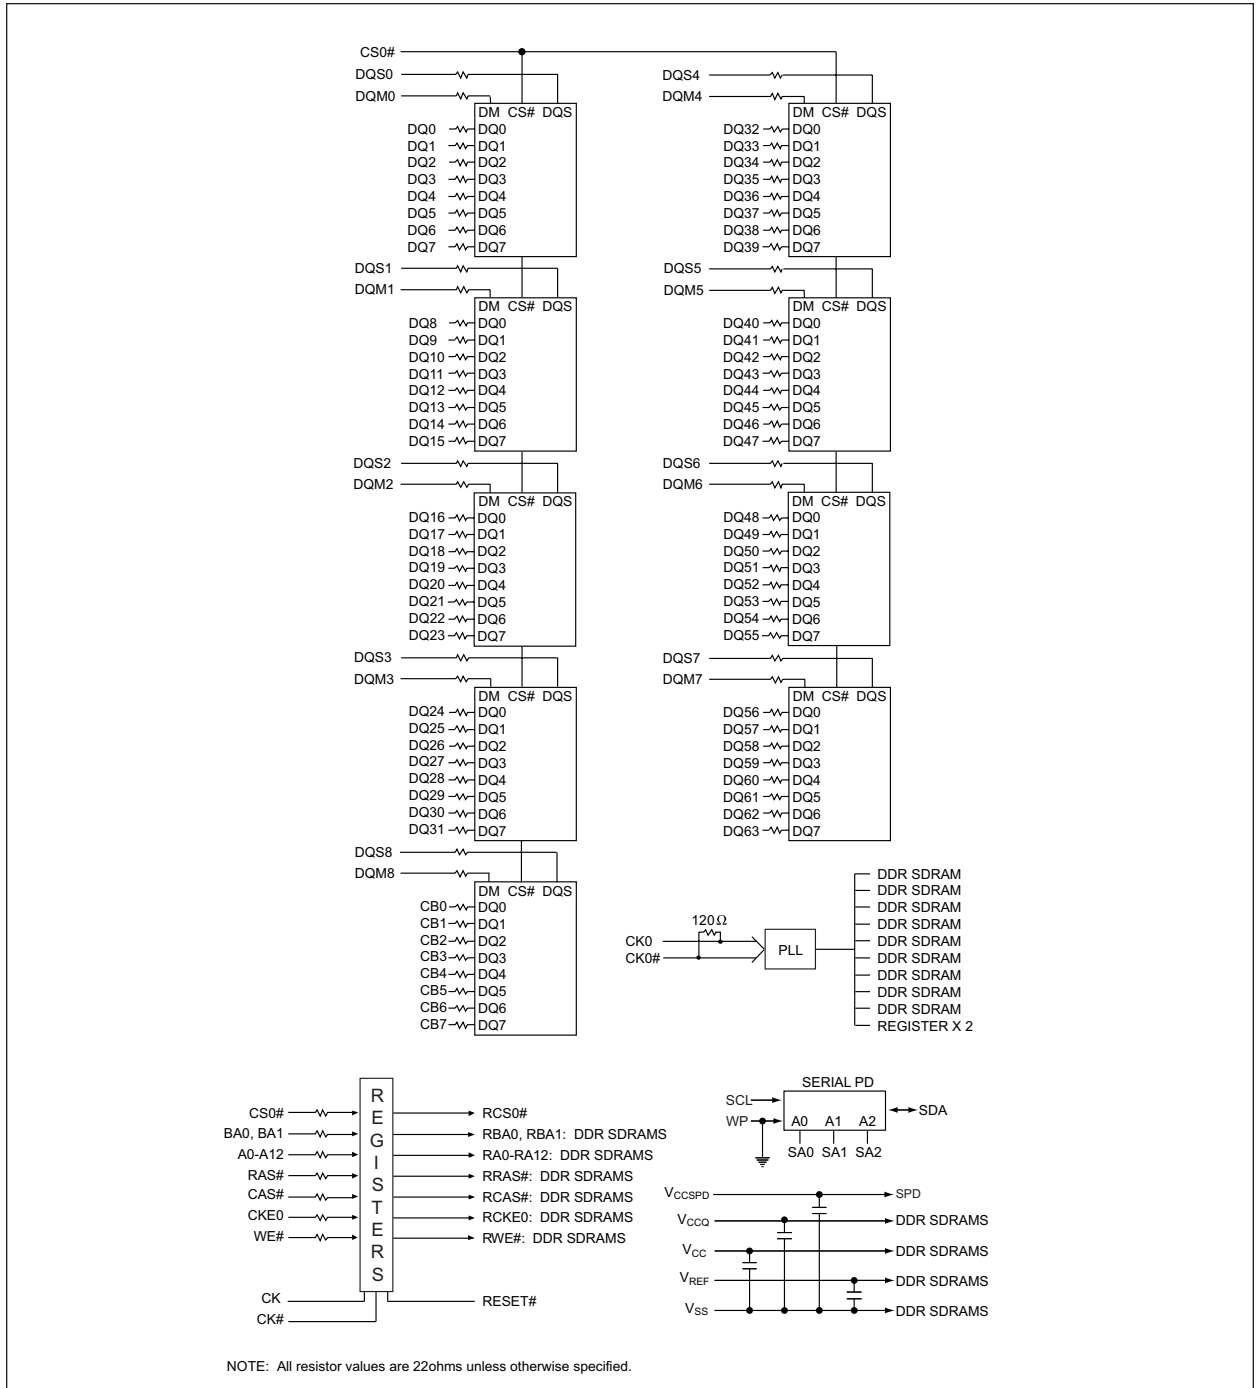 CS0#
DQS0
DQM0
DM CS# DQS
DQ0 DQ0
DQ1 DQ1
DQ2 DQ2
DQ3 DQ3
DQ4 DQ4
DQ5 DQ5
DQ6 DQ6
DQ7 DQ7
DQS1
DQM1
DM CS# DQS
DQ8 DQ0
DQ9 DQ1
DQ10 DQ2
DQ11 DQ3
DQ12 DQ4
DQ13 DQ5
DQ14 DQ6
DQ15 DQ7
DQS2
DQM2
DM CS# DQS
DQ16 DQ0
DQ17 DQ1
DQ18 DQ2
DQ19 DQ3
DQ20 DQ4
DQ21 DQ5
DQ22 DQ6
DQ23 DQ7
DQS3
DQM3
DM CS# DQS
DQ24 DQ0
DQ25 DQ1
DQ26 DQ2
DQ27 DQ3
DQ28 DQ4
DQ29 DQ5
DQ30 DQ6
DQ31 DQ7
DQS8
DQM8
DM CS# DQS
CB0 DQ0
CB1 DQ1
CB2 DQ2
CB3 DQ3
CB4 DQ4
CB5 DQ5
CB6 DQ6
CB7 DQ7
DQS4
DQM4
DM CS# DQS
DQ32 DQ0
DQ33 DQ1
DQ34 DQ2
DQ35 DQ3
DQ36 DQ4
DQ37 DQ5
DQ38 DQ6
DQ39 DQ7
DQS5
DQM5
DM CS# DQS
DQ40 DQ0
DQ41 DQ1
DQ42 DQ2
DQ43 DQ3
DQ44 DQ4
DQ45 DQ5
DQ46 DQ6
DQ47 DQ7
DQS6
DQM6
DM CS# DQS
DQ48 DQ0
DQ49 DQ1
DQ50 DQ2
DQ51 DQ3
DQ52 DQ4
DQ53 DQ5
DQ54 DQ6
DQ55 DQ7
DQS7
DQM7
DM CS# DQS
DQ56 DQ0
DQ57 DQ1
DQ58 DQ2
DQ59 DQ3
DQ60 DQ4
DQ61 DQ5
DQ62 DQ6
DQ63 DQ7
120Ω
CK0
CK0#
PLL
DDR SDRAM
DDR SDRAM
DDR SDRAM
DDR SDRAM
DDR SDRAM
DDR SDRAM
DDR SDRAM
DDR SDRAM
DDR SDRAM
REGISTER X 2
REGISTERS
CS0# RCS0#
BA0, BA1 RBA0, RBA1: DDR SDRAMS
A0-A12 RA0-RA12: DDR SDRAMS
RAS# RRAS#: DDR SDRAMS
CAS# RCAS#: DDR SDRAMS
CKE0 RCKE0: DDR SDRAMS
WE# RWE#: DDR SDRAMS
CK RESET#
CK#
SERIAL PD
SCL
WP A0 A1 A2 SDA
SA0 SA1 SA2
VCCSPD SPD
VCCQ DDR SDRAMS
VCC DDR SDRAMS
VREF DDR SDRAMS
VSS DDR SDRAMS
NOTE: All resistor values are 22ohms unless otherwise specified.